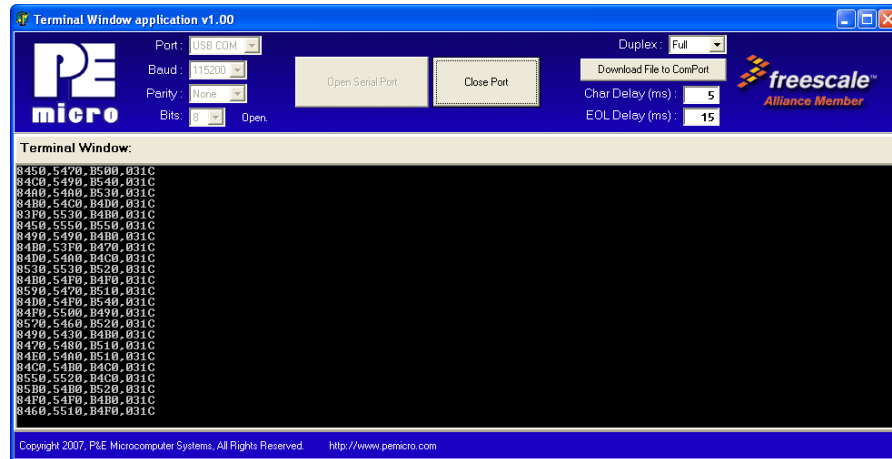 Terminal Window application v1.00
PE
micro
Port: USB COM
Baud: 115200
Parity: None
Bits: 8
Open.
Open Serial Port
Close Port
Duplex: Full
Download File to ComPort
Char Delay (ms): 5
EOL Delay (ms): 15
freescale™
Alliance Member
Terminal Window:
8450,5470,B500,031C
84C0,5490,B540,031C
84A0,54A0,B530,031C
84B0,54C0,B4D0,031C
83F0,5530,B4B0,031C
8450,5550,B550,031C
8490,5490,B4B0,031C
84B0,53F0,B470,031C
84D0,54A0,B4C0,031C
8530,5530,B520,031C
84B0,54F0,B4F0,031C
8590,5470,B510,031C
84D0,54F0,B540,031C
84F0,5500,B490,031C
8570,5460,B520,031C
8490,5430,B4B0,031C
8470,5480,B510,031C
84E0,54A0,B510,031C
84C0,54B0,B4C0,031C
8550,5520,B4C0,031C
85B0,54B0,B520,031C
84F0,54F0,B4B0,031C
8460,5510,B4F0,031C
Copyright 2007, P&E Microcomputer Systems, All Rights Reserved. http://www.pemicro.com